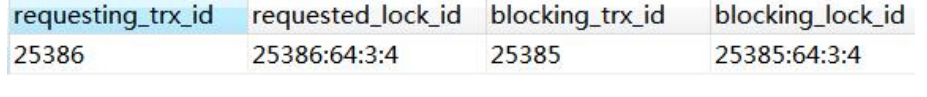 requesting_trx_id requested_lock_id blocking_trx_id blocking_lock_id
25386 25386:64:3:4 25385 25385:64:3:4